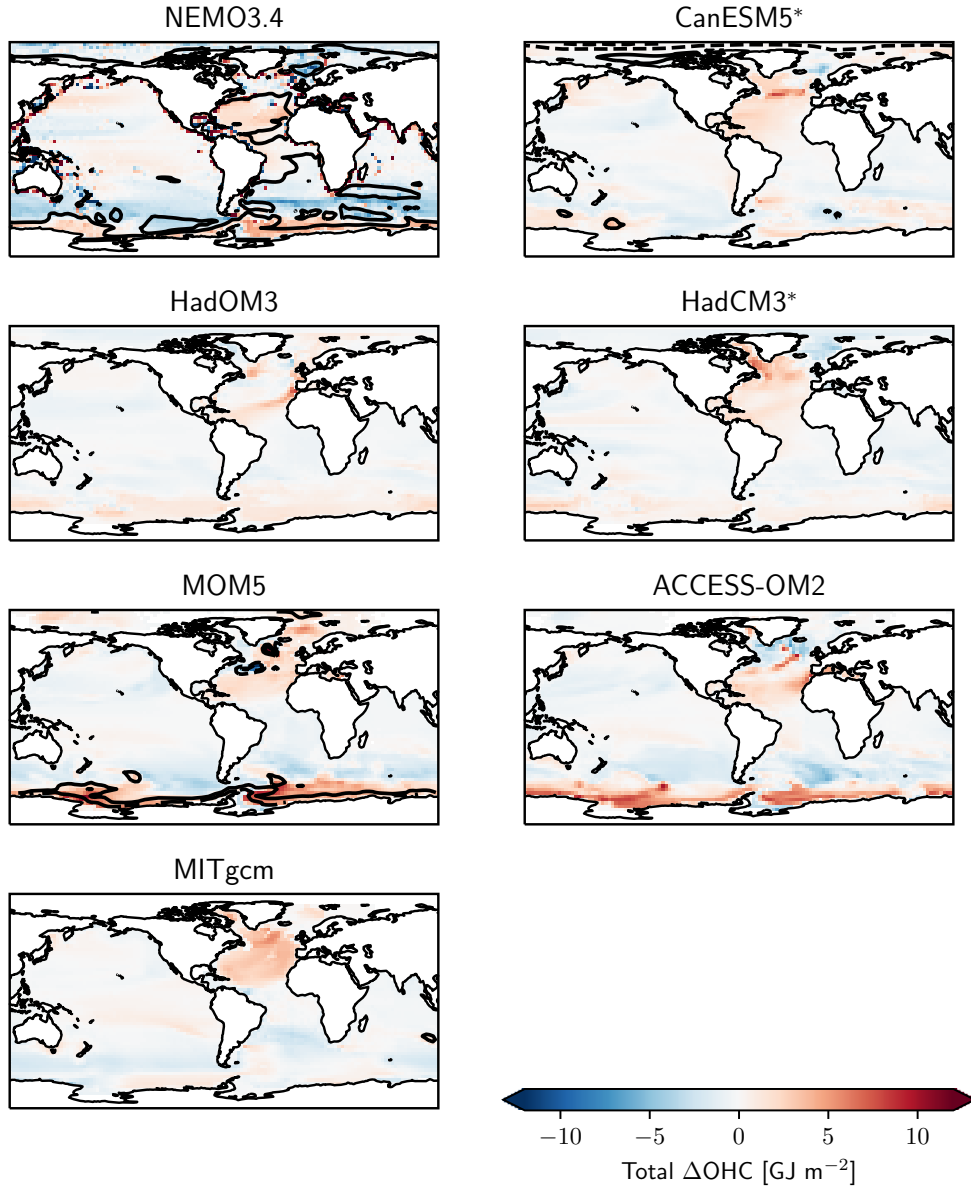 NEMO3.4
CanESM5*
HadOM3
HadCM3*
MOM5
ACCESS-OM2
MITgcm
−10 −5 0 5 10
Total ΔOHC [GJ m⁻²]